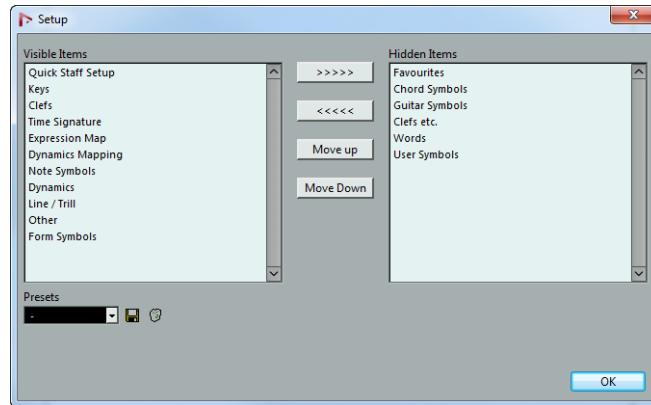 Setup
Visible Items
Quick Staff Setup
Keys
Clefs
Time Signature
Expression Map
Dynamics Mapping
Note Symbols
Dynamics
Line / Trill
Other
Form Symbols
>>>>>
<<<<<
Move up
Move Down
Hidden Items
Favourites
Chord Symbols
Guitar Symbols
Clefs etc.
Words
User Symbols
Presets
-
OK